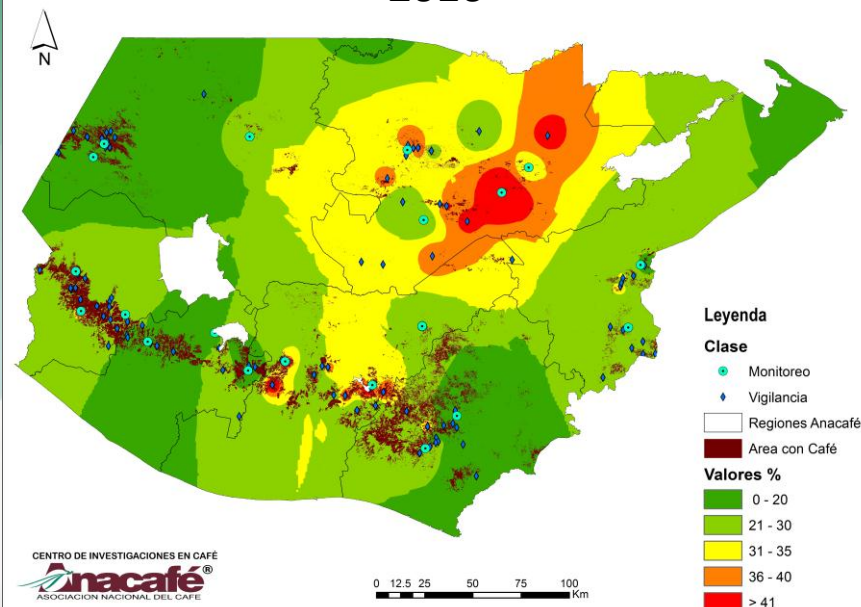 N
Leyenda
Clase
Monitoreo
Vigilancia
Regiones Anacafé
Area con Café
Valores %
0 - 20
21 - 30
31 - 35
36 - 40
> 41
CENTRO DE INVESTIGACIONES EN CAFÉ
Anacafé®
ASOCIACION NACIONAL DEL CAFE
0 12.5 25 50 75 100
Km